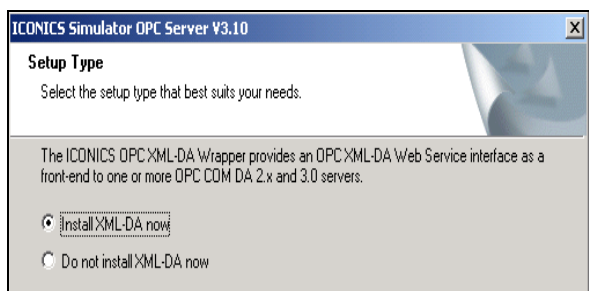 ICONICS Simulator OPC Server V3.10
Setup Type
Select the setup type that best suits your needs.
The ICONICS OPC XML-DA Wrapper provides an OPC XML-DA Web Service interface as a
front-end to one or more OPC COM DA 2.x and 3.0 servers.
Install XML-DA now
Do not install XML-DA now